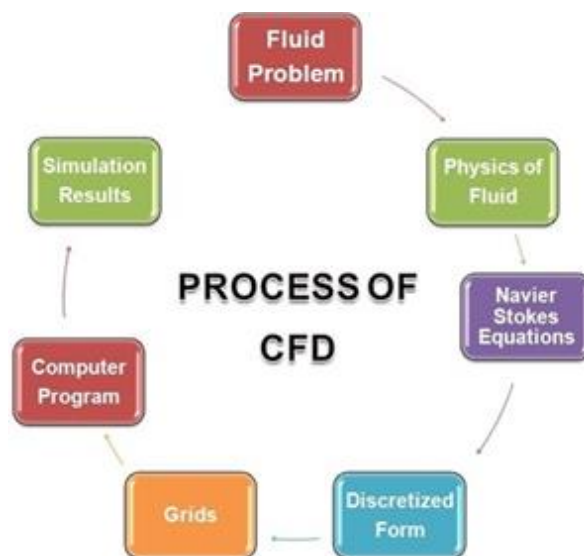 Fluid
Problem
Physics of
Fluid
Navier
Stokes
Equations
Discretized
Form
Grids
Computer
Program
Simulation
Results
PROCESS OF
CFD